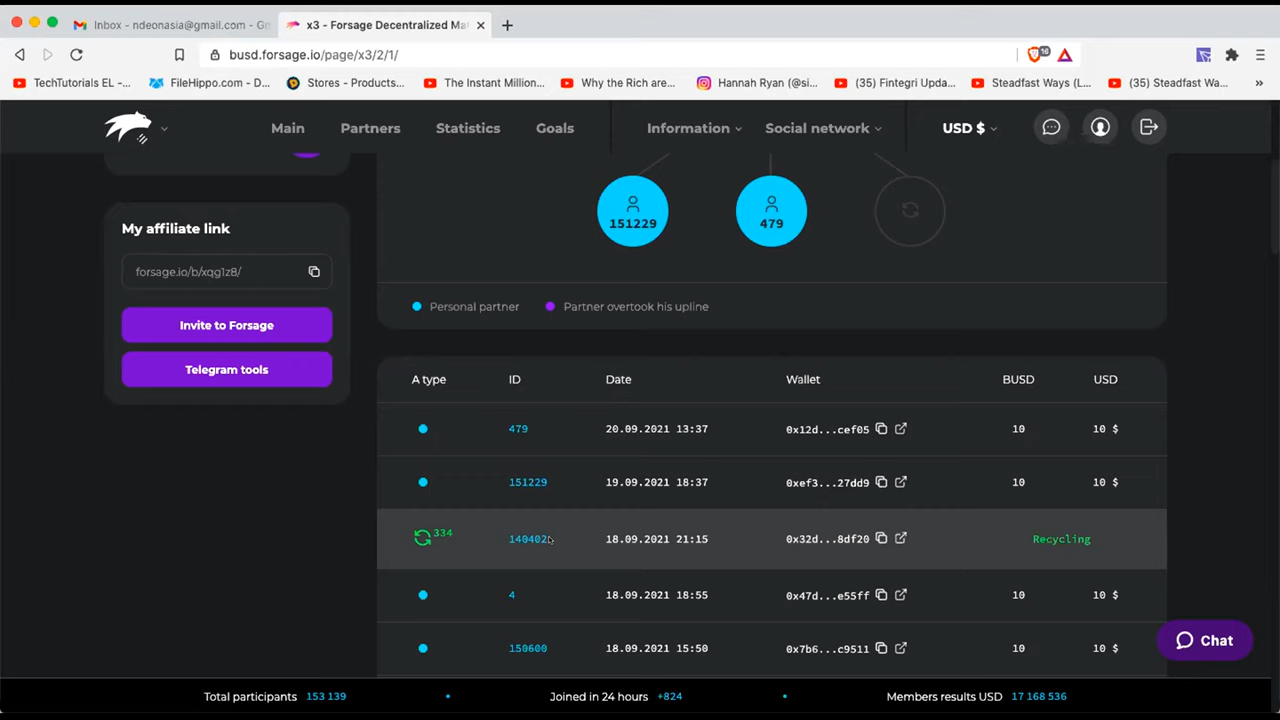 Inbox - ndeonasia@gmail.com - G
x3 - Forsage Decentralized Ma
busd.forsage.io/page/x3/2/1/
16
TechTutorials EL -...
FileHippo.com - D...
Stores - Products...
The Instant Million...
Why the Rich are...
Hannah Ryan (@si...
(35) Fintegri Upda...
Steadfast Ways (L...
(35) Steadfast Wa...
Main
Partners
Statistics
Goals
Information
Social network
USD $
151229
479
My affiliate link
forsage.io/b/xqg1z8/
Invite to Forsage
Telegram tools
Personal partner
Partner overtook his upline
A type ID Date Wallet BUSD USD
479 20.09.2021 13:37 0x12d...cef05 10 10 $
151229 19.09.2021 18:37 0xef3...27dd9 10 10 $
334 140402 18.09.2021 21:15 0x32d...8df20 Recycling
4 18.09.2021 18:55 0x47d...e55ff 10 10 $
150600 18.09.2021 15:50 0x7b6...c9511 10 10 $
Chat
Total participants 153 139
Joined in 24 hours +824
Members results USD 17 168 536